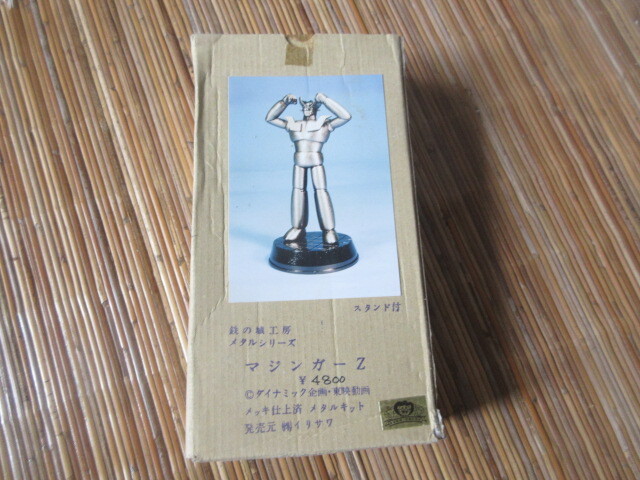 スタンド付
鉄の城工房
メタルシリーズ
マジンガーZ
¥4800
©ダイナミック企画・東映動画
メッキ仕上済 メタルキット
発売元 ㈱イリサワ